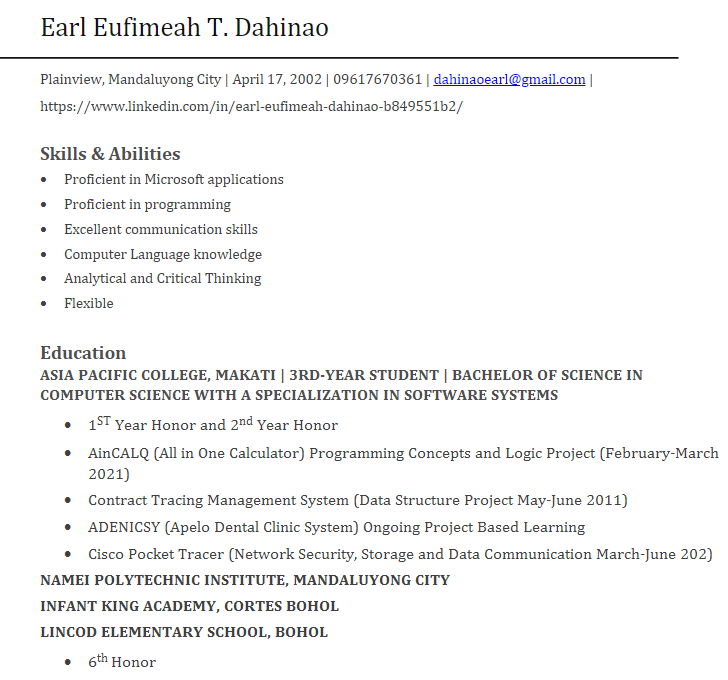 Earl Eufimeah T. Dahinao
Plainview, Mandaluyong City | April 17, 2002 | 09617670361 | dahinaoearl@gmail.com |
https://www.linkedin.com/in/earl-eufimeah-dahinao-b849551b2/
Skills & Abilities
• Proficient in Microsoft applications
• Proficient in programming
• Excellent communication skills
• Computer Language knowledge
• Analytical and Critical Thinking
• Flexible
Education
ASIA PACIFIC COLLEGE, MAKATI | 3RD-YEAR STUDENT | BACHELOR OF SCIENCE IN
COMPUTER SCIENCE WITH A SPECIALIZATION IN SOFTWARE SYSTEMS
• 1ST Year Honor and 2nd Year Honor
• AinCALQ (All in One Calculator) Programming Concepts and Logic Project (February-March
2021)
• Contract Tracing Management System (Data Structure Project May-June 2011)
• ADENICSY (Apelo Dental Clinic System) Ongoing Project Based Learning
• Cisco Pocket Tracer (Network Security, Storage and Data Communication March-June 202)
NAMEI POLYTECHNIC INSTITUTE, MANDALUYONG CITY
INFANT KING ACADEMY, CORTES BOHOL
LINCOD ELEMENTARY SCHOOL, BOHOL
• 6th Honor